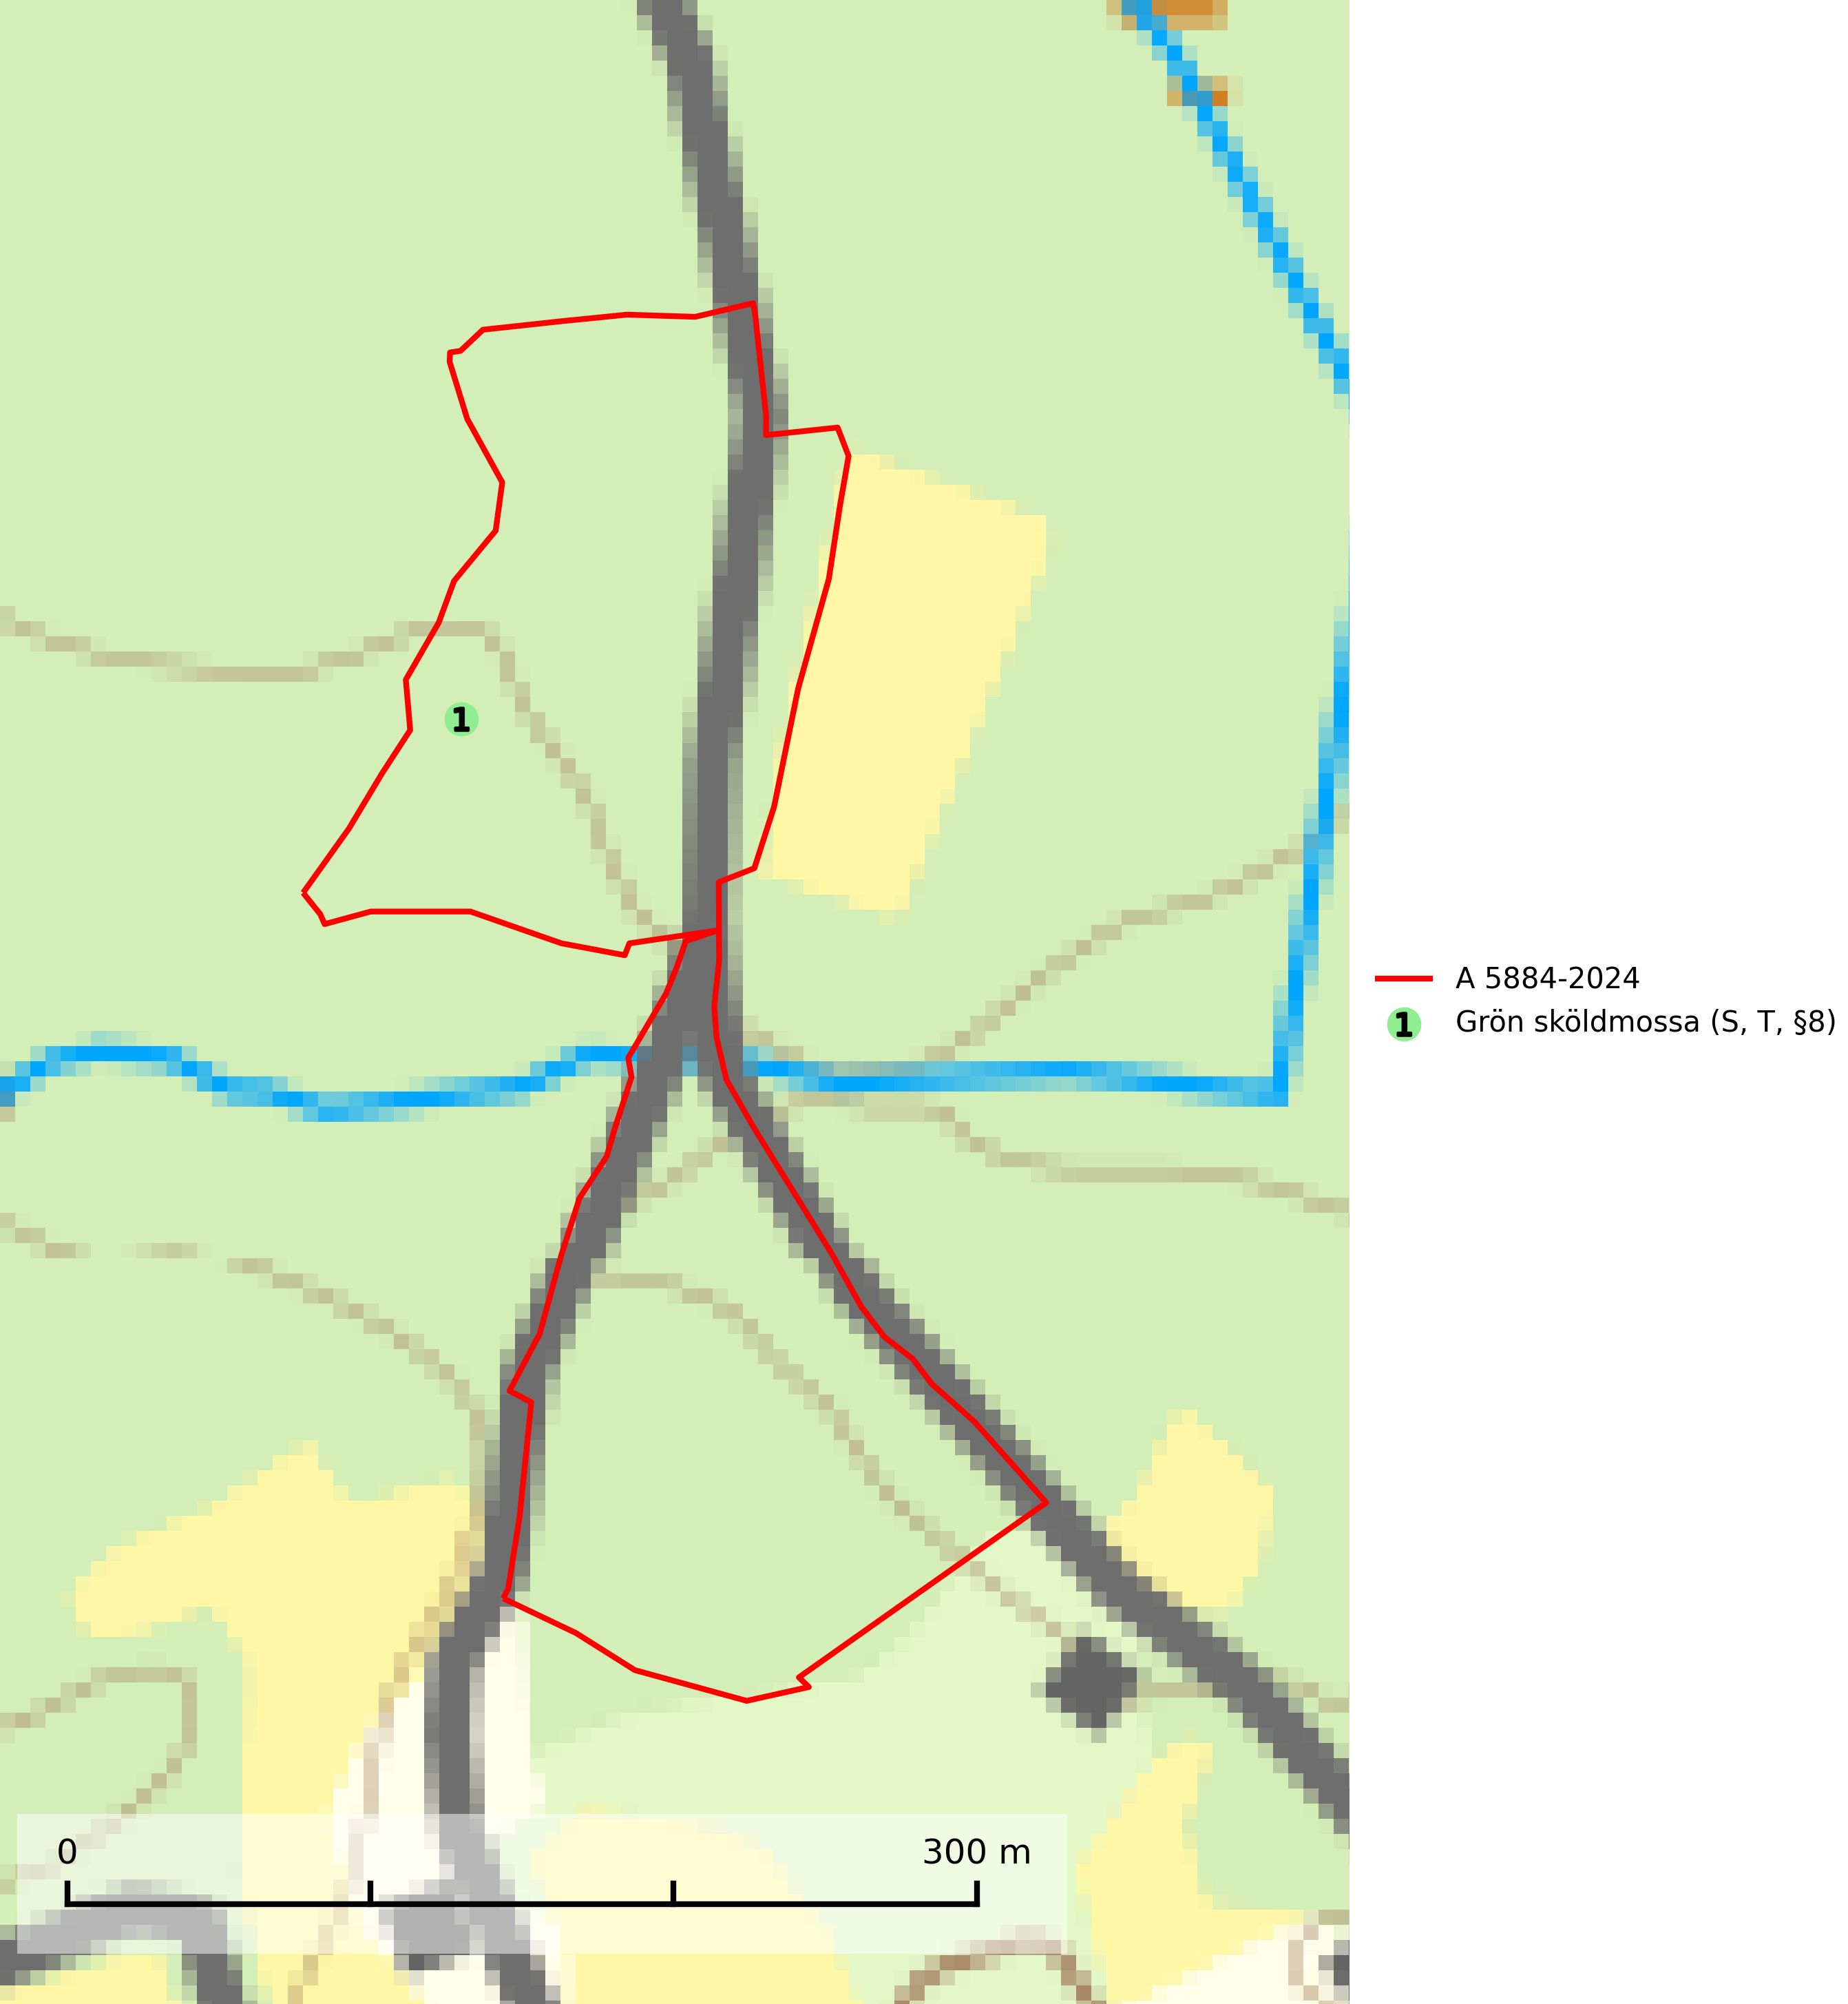 1
A 5884-2024
1 Grön sköldmossa (S, T, §8)
0 300 m